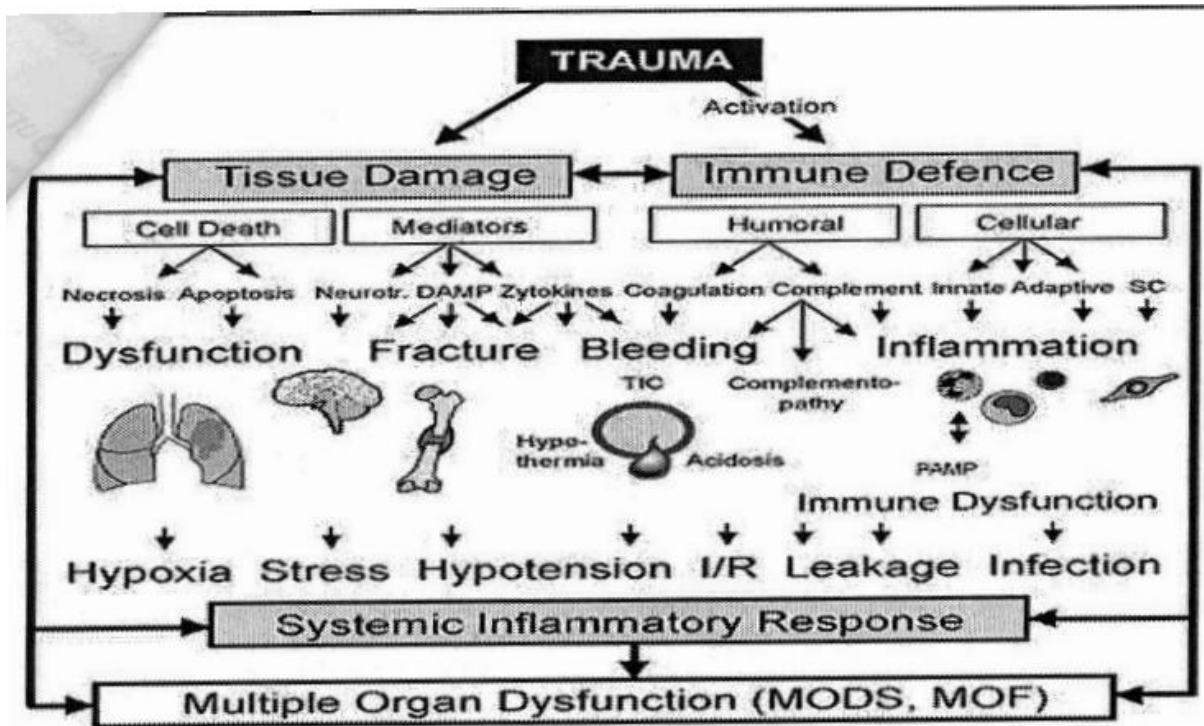 TRAUMA
Activation
Tissue Damage Immune Defence
Cell Death Mediators Humoral Cellular
Necrosis Apoptosis Neurotr. DAMP Zytokines Coagulation Complement Innate Adaptive SC
Dysfunction Fracture Bleeding Inflammation
TIC Complemento-
pathy
Hypo-
thermia Acidosis
PAMP
Immune Dysfunction
Hypoxia Stress Hypotension I/R Leakage Infection
Systemic Inflammatory Response
Multiple Organ Dysfunction (MODS, MOF)